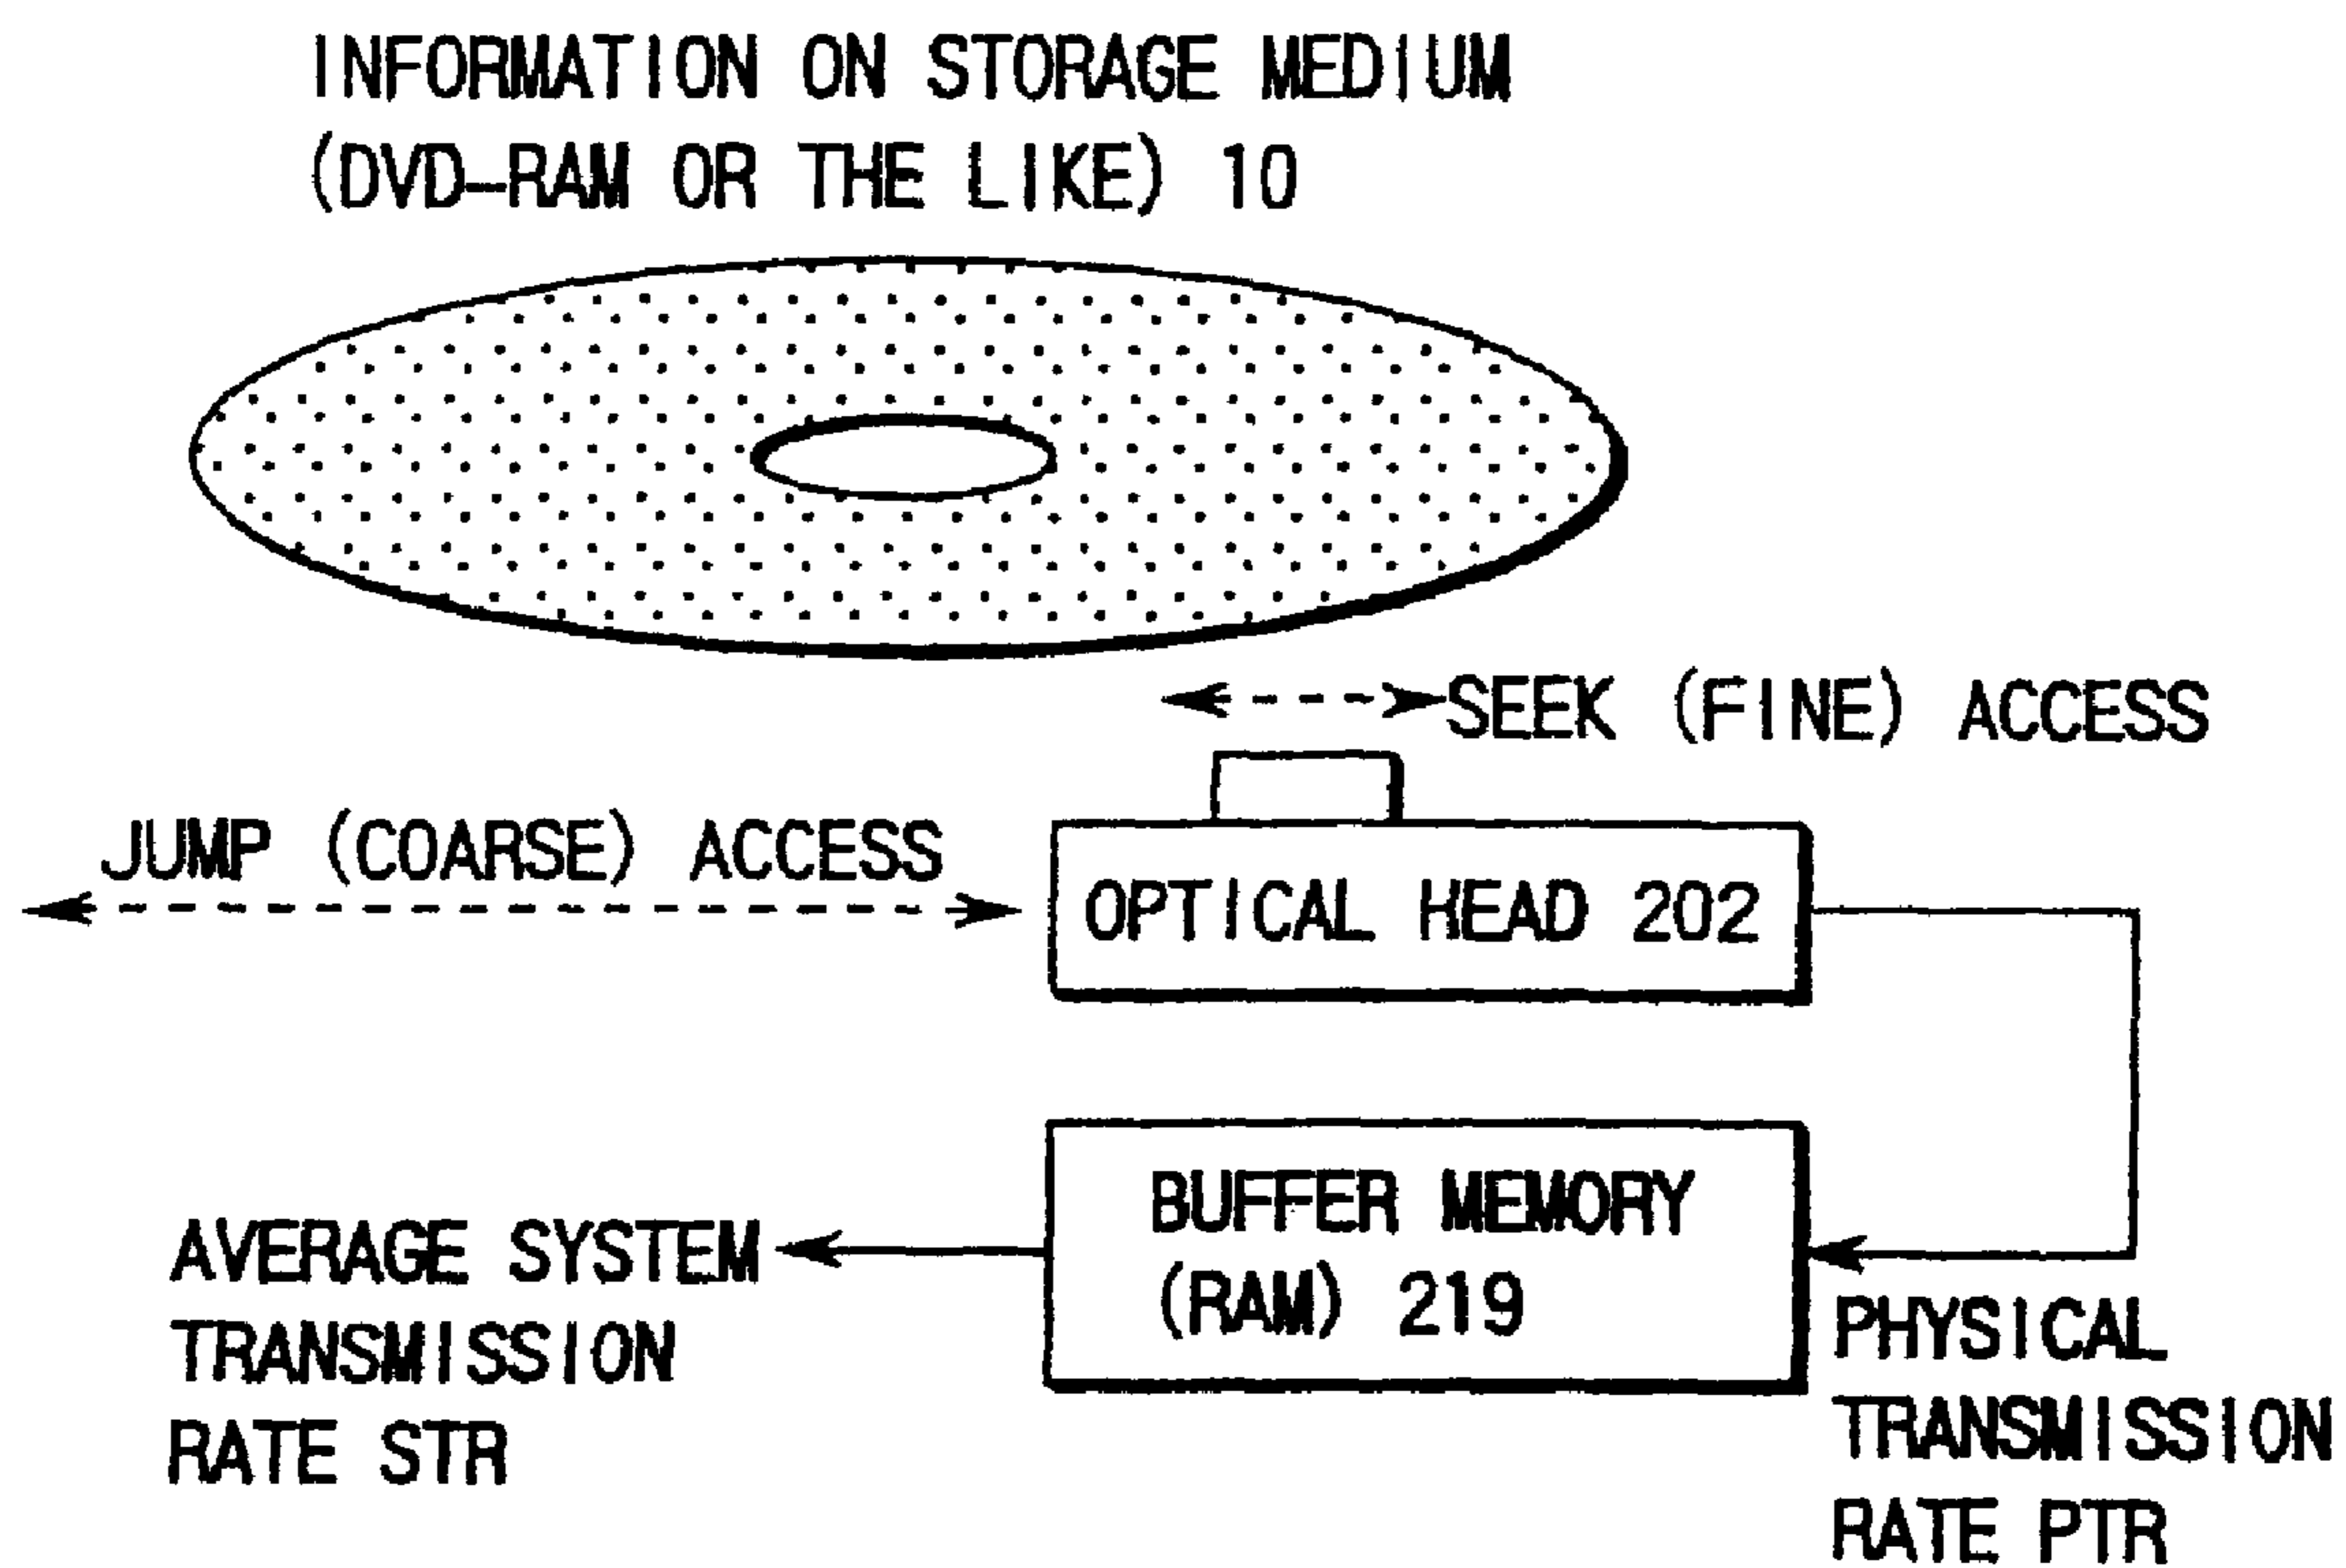 INFORMATION ON STORAGE MEDIUM
(DVD-RAM OR THE LIKE) 10
SEEK (FINE) ACCESS
JUMP (COARSE) ACCESS
OPTICAL HEAD 202
BUFFER MEMORY
(RAM) 219
AVERAGE SYSTEM
TRANSMISSION
RATE STR
PHYSICAL
TRANSMISSION
RATE PTR